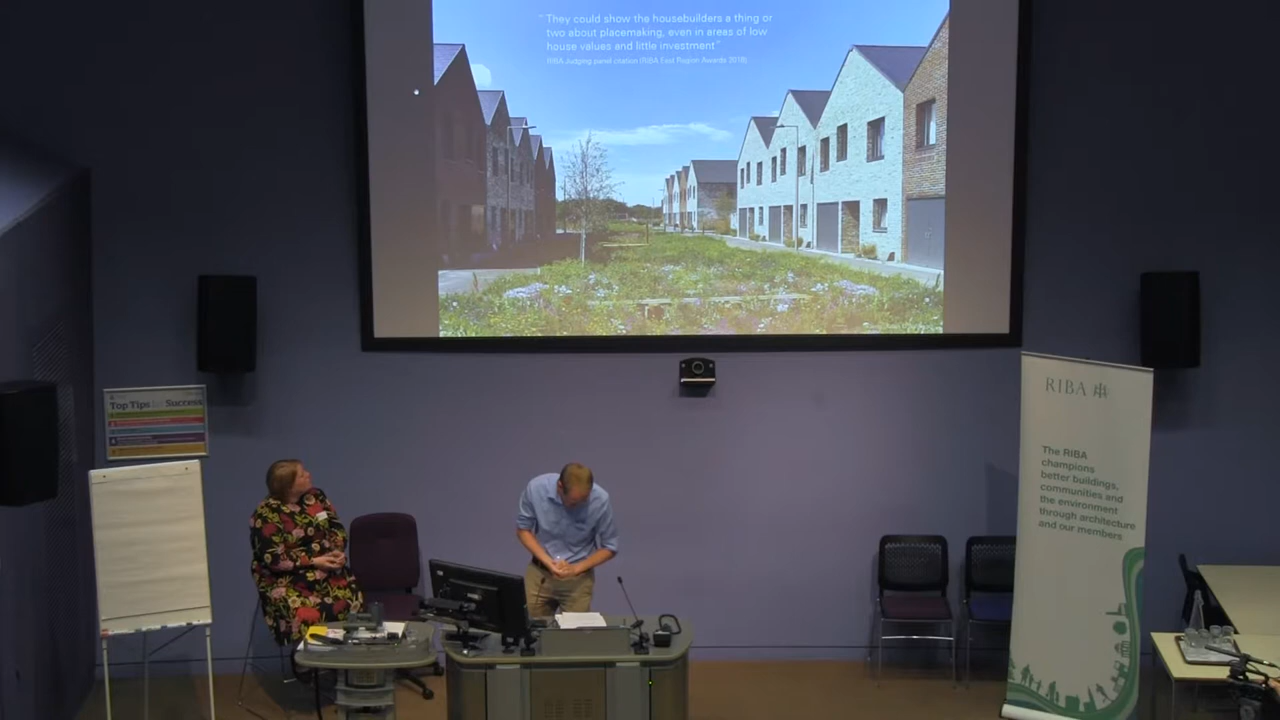 “They could show the housebuilders a thing or
two about placemaking, even in areas of low
house values and little investment”
RIBA Judging panel citation (RIBA East Region Awards 2018)
Top Tips for Success
RIBA
The RIBA
champions
better buildings,
communities and
the environment
through architecture
and our members